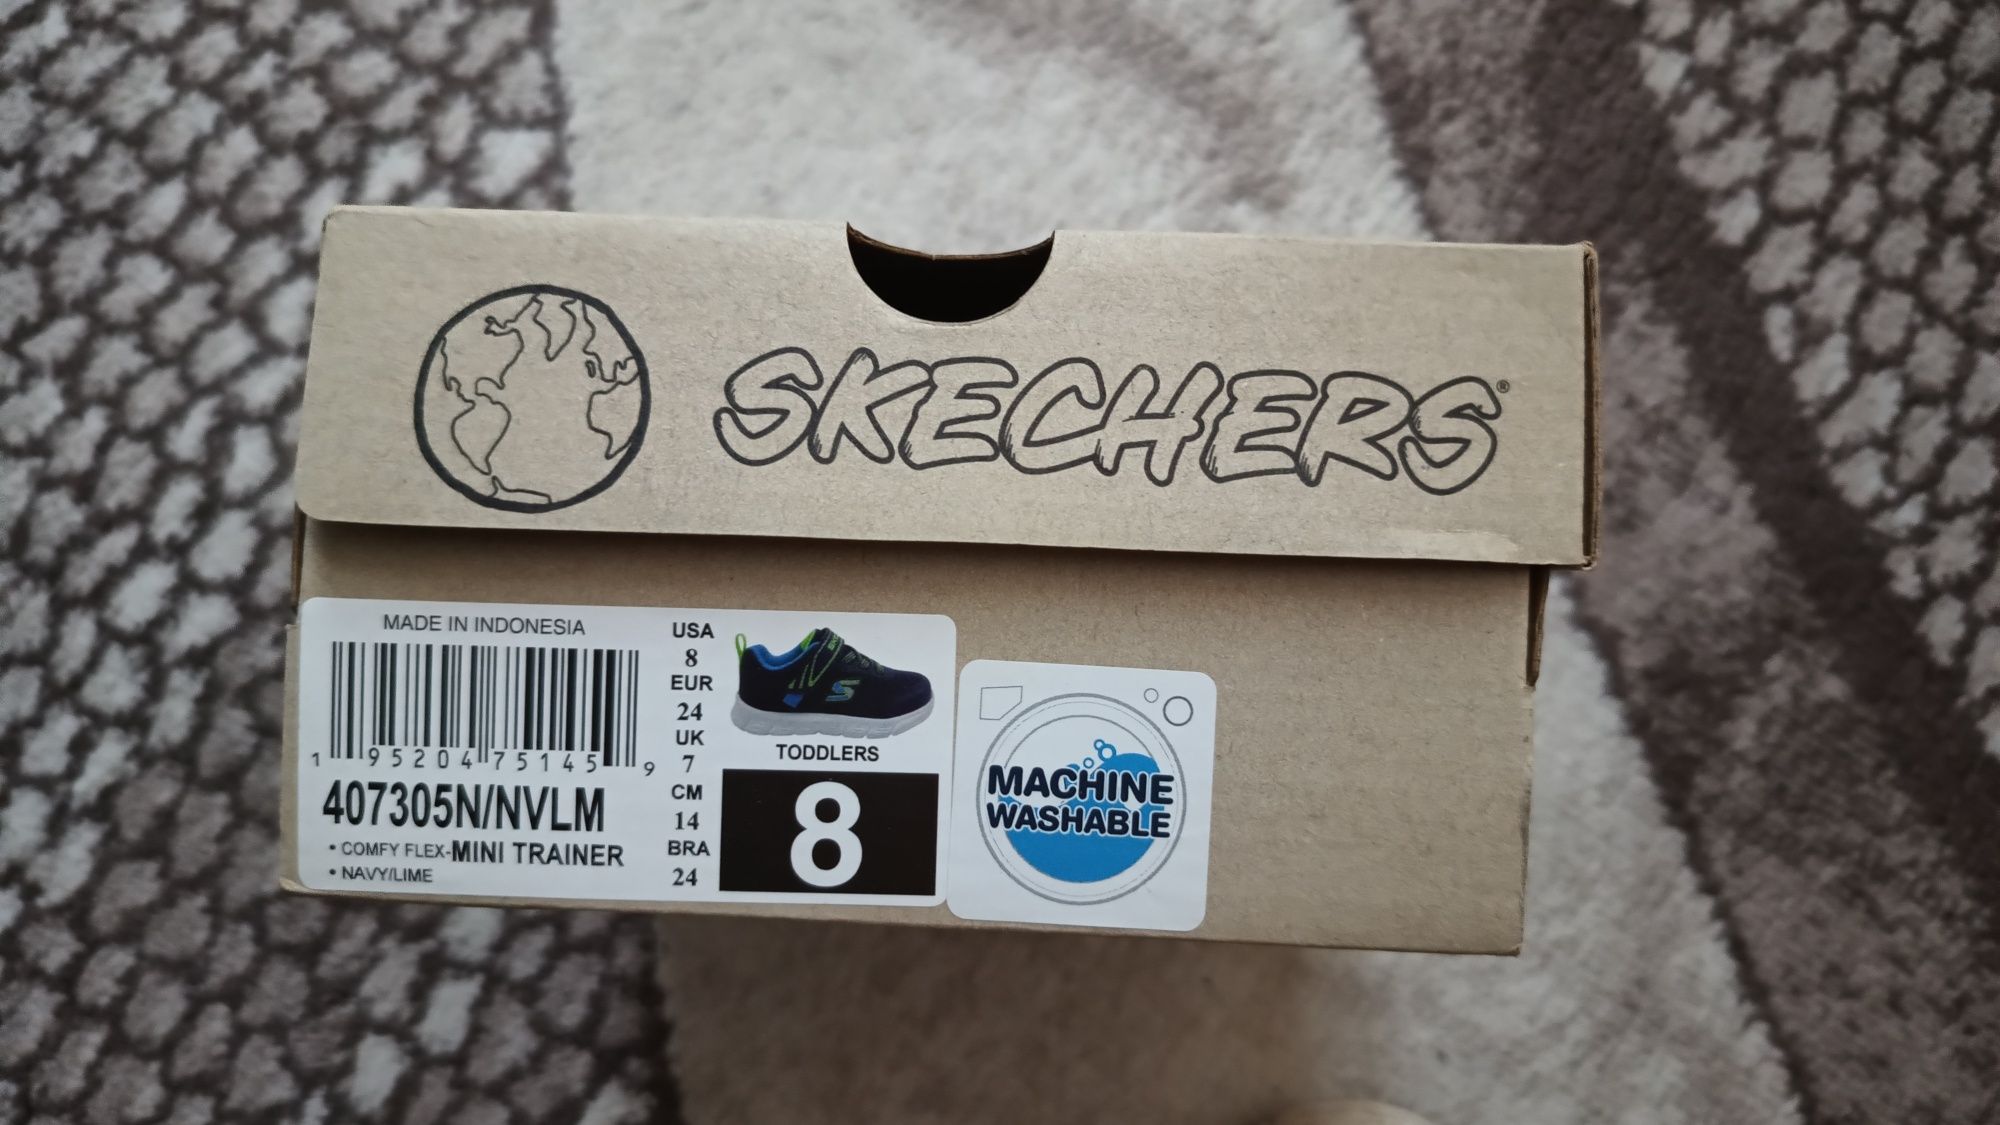 SKECHERS®
MADE IN INDONESIA
1 95204 75145 9
407305N/NVLM
• COMFY FLEX-MINI TRAINER
• NAVY/LIME
USA
8
EUR
24
UK
7
CM
14
BRA
24
TODDLERS
8
MACHINE
WASHABLE